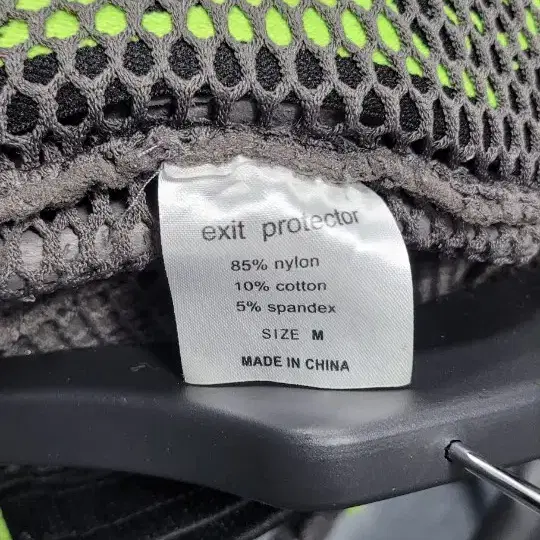 exit protector
85% nylon
10% cotton
5% spandex
SIZE M
MADE IN CHINA